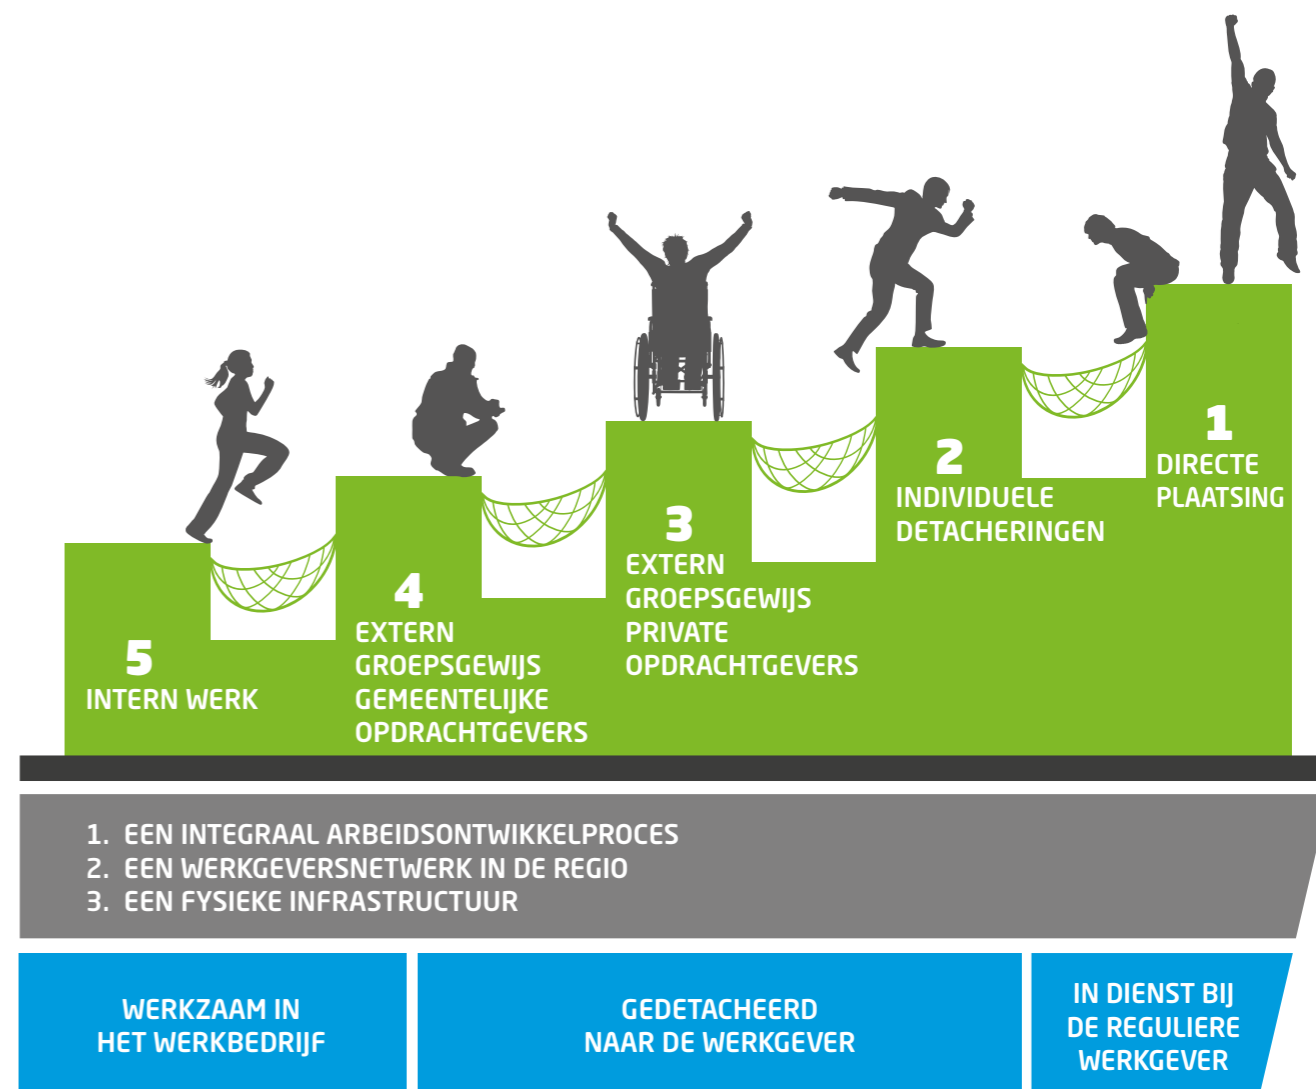 1
DIRECTE
PLAATSING
2
INDIVIDUELE
DETACHERINGEN
3
EXTERN
GROEPSGEWIJS
PRIVATE
OPDRACHTGEVERS
4
EXTERN
GROEPSGEWIJS
GEMEENTELIJKE
OPDRACHTGEVERS
5
INTERN WERK
1. EEN INTEGRAAL ARBEIDSONTWIKKELPROCES
2. EEN WERKGEVERSNETWERK IN DE REGIO
3. EEN FYSIEKE INFRASTRUCTUUR
WERKZAAM IN
HET WERKBEDRIJF
GEDETACHEERD
NAAR DE WERKGEVER
IN DIENST BIJ
DE REGULIERE
WERKGEVER